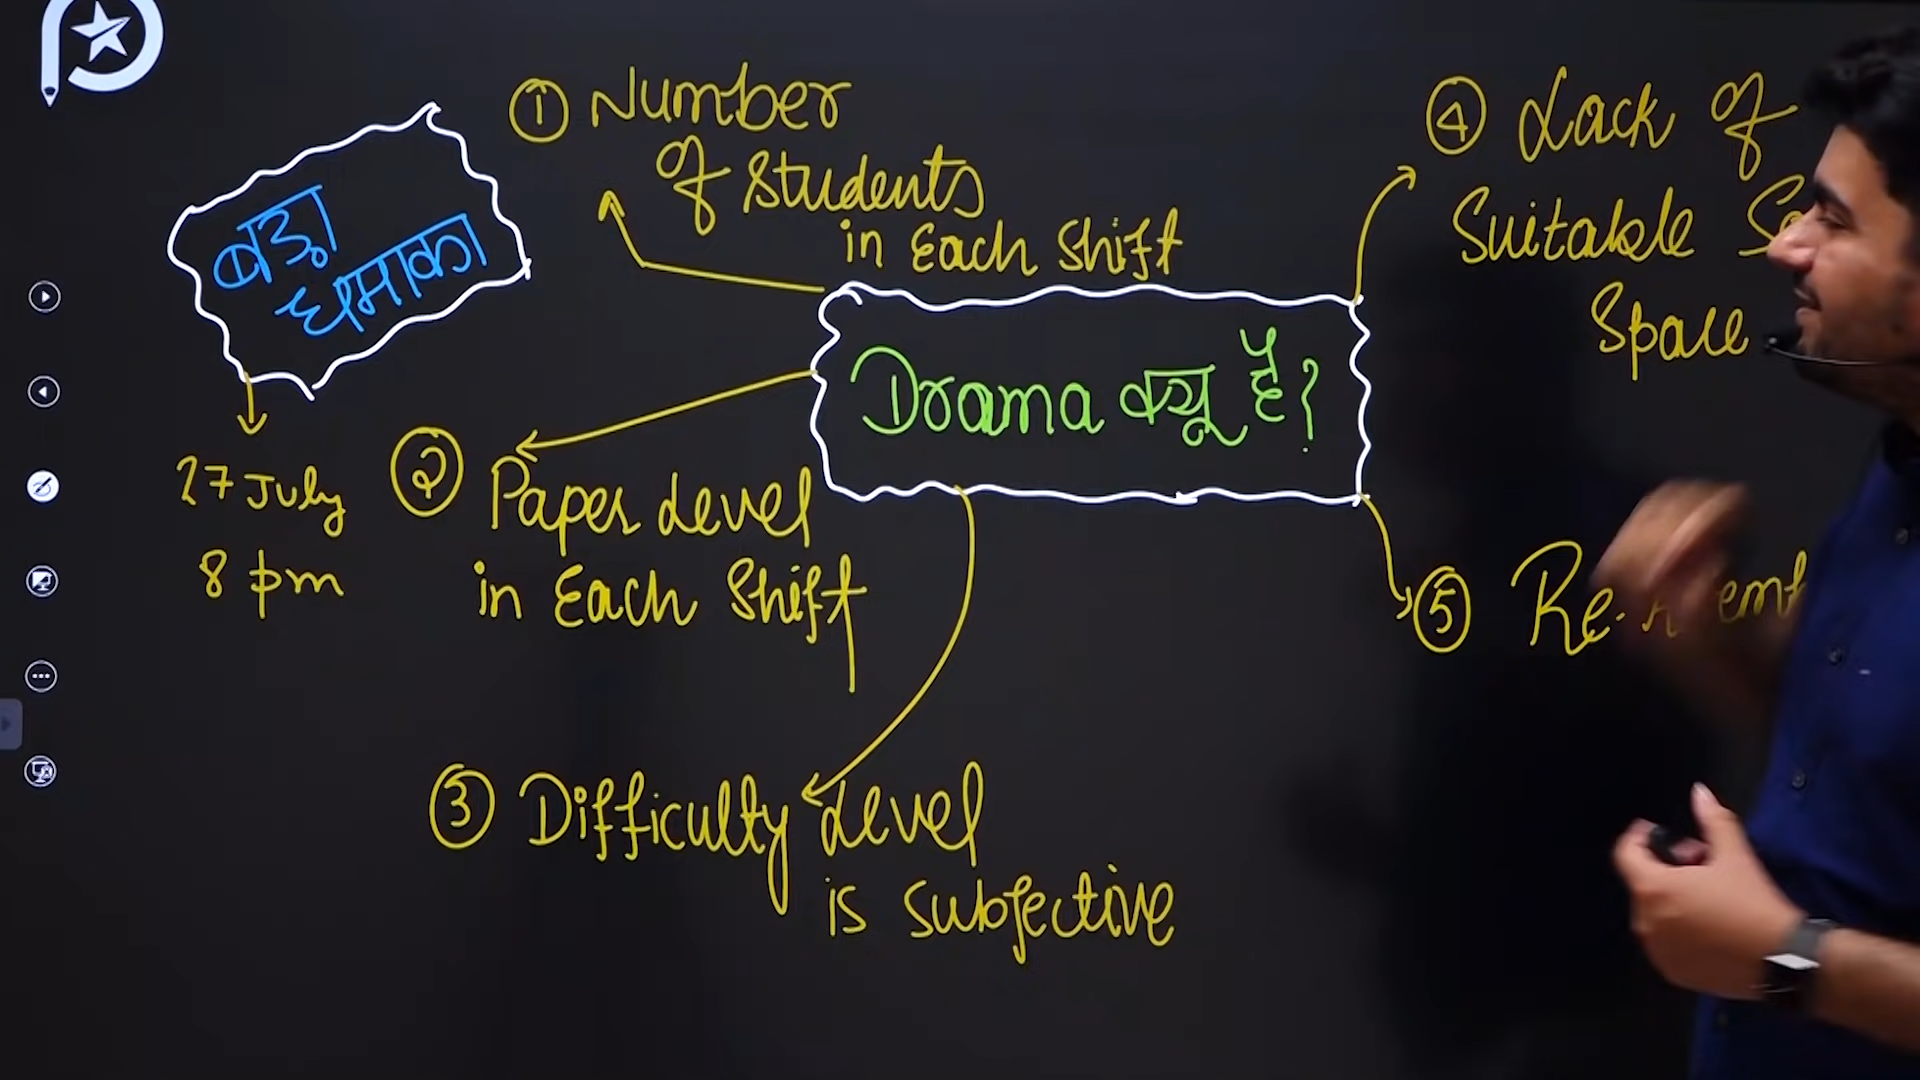 बड़ा
धमाका
27 July
8 pm
① Number
of Students
in Each Shift
Drama क्यू है?
② Paper Level
in Each Shift
③ Difficulty Level
is Subjective
④ Lack of
Suitable
Space
⑤